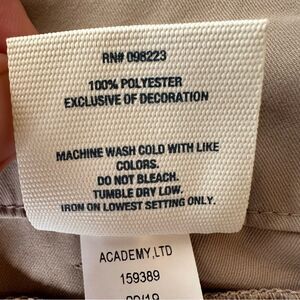 RN# 098223
100% POLYESTER
EXCLUSIVE OF DECORATION
MACHINE WASH COLD WITH LIKE
COLORS.
DO NOT BLEACH.
TUMBLE DRY LOW.
IRON ON LOWEST SETTING ONLY.
ACADEMY,LTD
159389